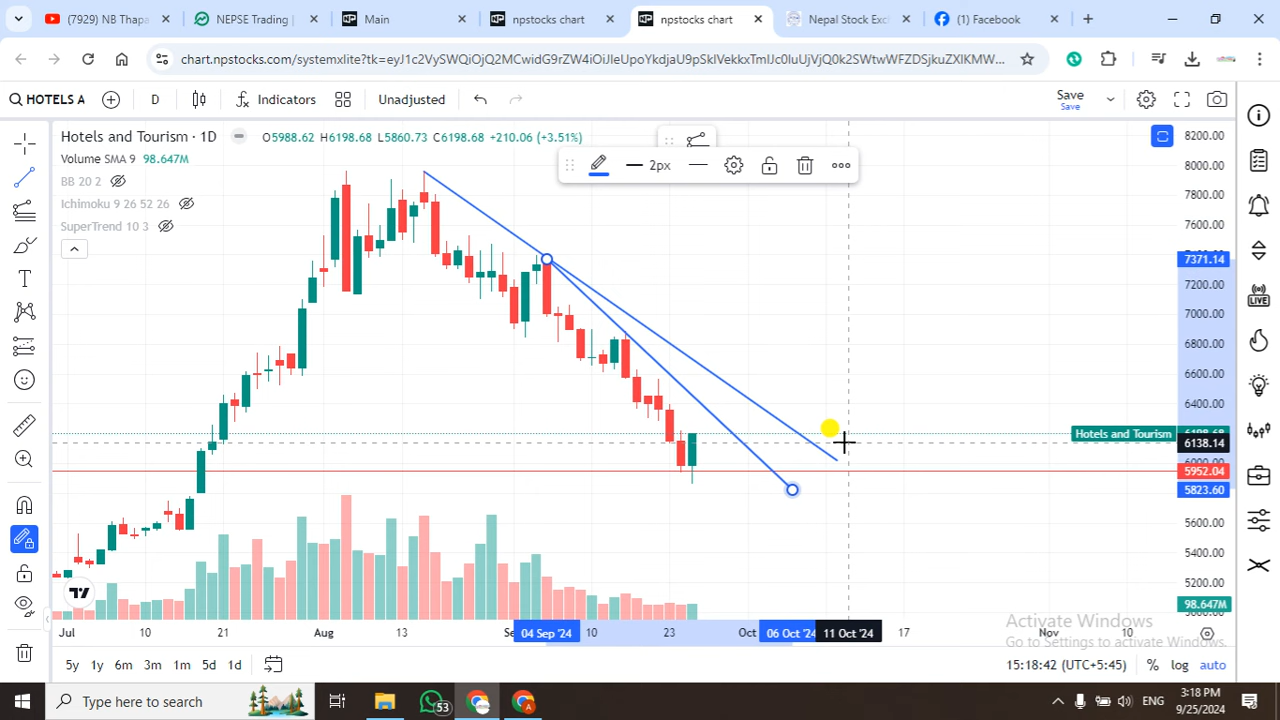 (7929) NB Thapa
NEPSE Trading |
Main
npstocks chart
npstocks chart
Nepal Stock Exc
(1) Facebook
chart.npstocks.com/systemxlite?tk=
HOTELS A
D
Indicators
Unadjusted
Save
Save
Hotels and Tourism · 1D
O5988.62 H6198.68 L5860.73 C6198.68 +210.06 (+3.51%)
Volume SMA 9 98.647M
BB 20 2
Ichimoku 9 26 52 26
SuperTrend 10 3
2px
8200.00
8000.00
7800.00
7600.00
7371.14
7200.00
7000.00
6800.00
6600.00
6400.00
Hotels and Tourism
6138.14
5952.04
5823.60
5600.00
5400.00
5200.00
98.647M
LIVE
T
Jul
10
21
Aug
13
04 Sep '24
10
23
Oct
06 Oct '24
11 Oct '24
17
Nov
10
Activate Windows
Go to Settings to activate Windows.
5y 1y 6m 3m 1m 5d 1d
15:18:42 (UTC+5:45)
% log auto
Type here to search
53
ENG
3:18 PM
9/25/2024